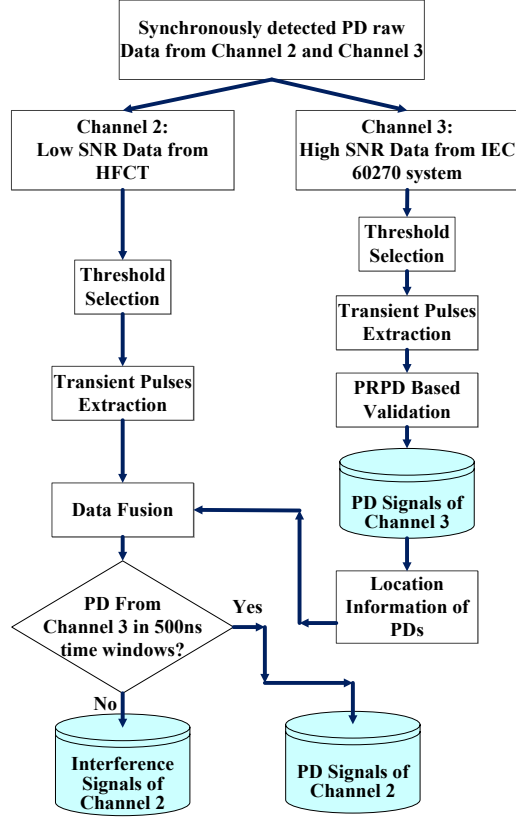 Synchronously detected PD raw
Data from Channel 2 and Channel 3
Channel 2:
Low SNR Data from
HFCT
Channel 3:
High SNR Data from IEC
60270 system
Threshold
Selection
Transient Pulses
Extraction
Threshold
Selection
Transient Pulses
Extraction
PRPD Based
Validation
PD Signals of
Channel 3
Data Fusion
Location
Information of
PDs
PD From
Channel 3 in 500ns
time windows?
Yes
No
Interference
Signals of
Channel 2
PD Signals of
Channel 2